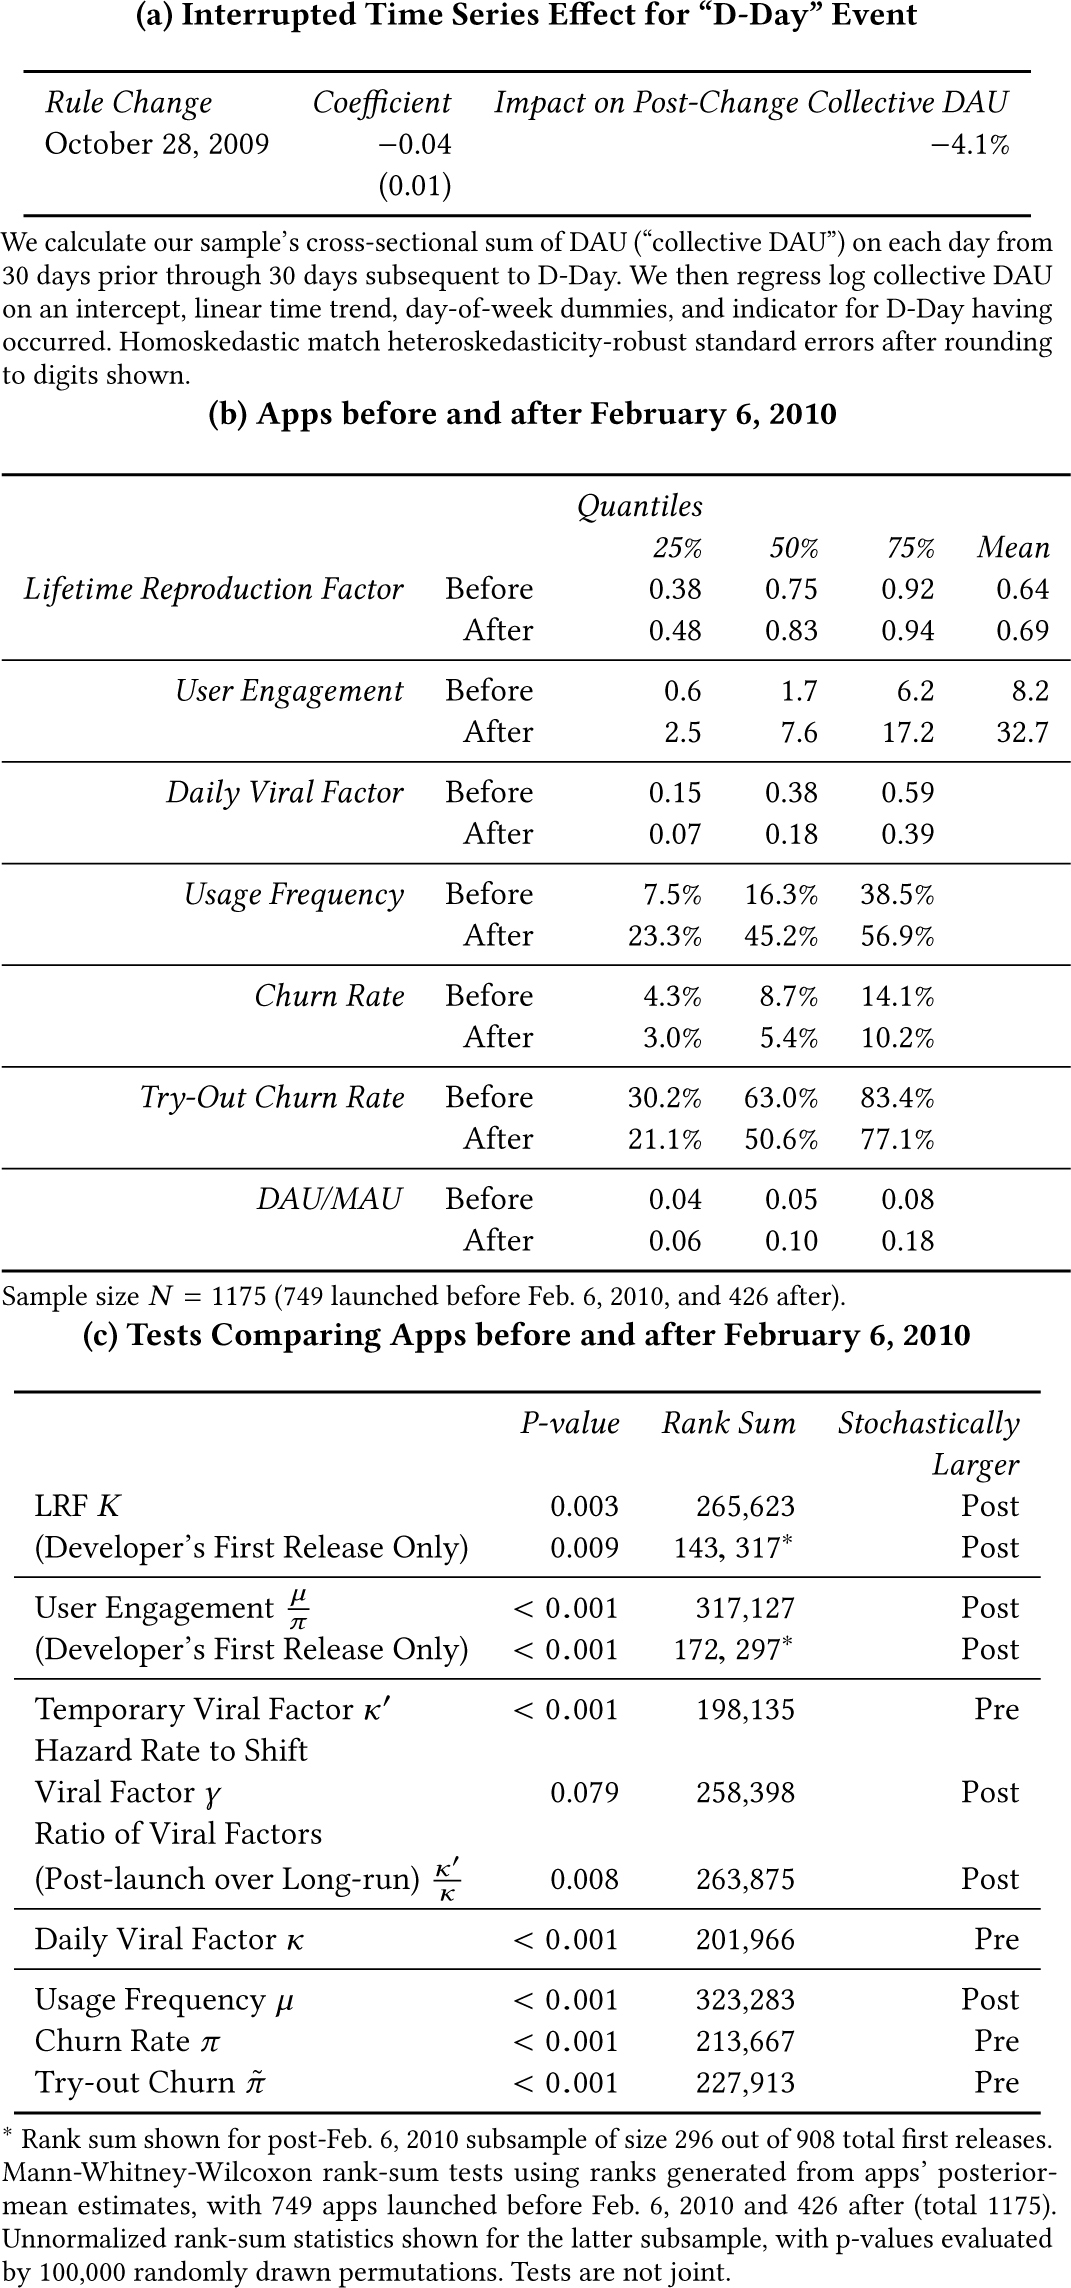 (a) Interrupted Time Series Effect for “D-Day” Event
Rule Change Coefficient Impact on Post-Change Collective DAU
October 28, 2009 −0.04 −4.1%
(0.01)
We calculate our sample’s cross-sectional sum of DAU (“collective DAU”) on each day from
30 days prior through 30 days subsequent to D-Day. We then regress log collective DAU
on an intercept, linear time trend, day-of-week dummies, and indicator for D-Day having
occurred. Homoskedastic match heteroskedasticity-robust standard errors after rounding
to digits shown.
(b) Apps before and after February 6, 2010
Quantiles
25% 50% 75% Mean
Lifetime Reproduction Factor Before 0.38 0.75 0.92 0.64
After 0.48 0.83 0.94 0.69
User Engagement Before 0.6 1.7 6.2 8.2
After 2.5 7.6 17.2 32.7
Daily Viral Factor Before 0.15 0.38 0.59
After 0.07 0.18 0.39
Usage Frequency Before 7.5% 16.3% 38.5%
After 23.3% 45.2% 56.9%
Churn Rate Before 4.3% 8.7% 14.1%
After 3.0% 5.4% 10.2%
Try-Out Churn Rate Before 30.2% 63.0% 83.4%
After 21.1% 50.6% 77.1%
DAU/MAU Before 0.04 0.05 0.08
After 0.06 0.10 0.18
Sample size N = 1175 (749 launched before Feb. 6, 2010, and 426 after).
(c) Tests Comparing Apps before and after February 6, 2010
P-value Rank Sum Stochastically
Larger
LRF K 0.003 265,623 Post
(Developer’s First Release Only) 0.009 143, 317* Post
User Engagement μ/π < 0.001 317,127 Post
(Developer’s First Release Only) < 0.001 172, 297* Post
Temporary Viral Factor κ′ < 0.001 198,135 Pre
Hazard Rate to Shift
Viral Factor γ 0.079 258,398 Post
Ratio of Viral Factors
(Post-launch over Long-run) κ′/κ 0.008 263,875 Post
Daily Viral Factor κ < 0.001 201,966 Pre
Usage Frequency μ < 0.001 323,283 Post
Churn Rate π < 0.001 213,667 Pre
Try-out Churn π̃ < 0.001 227,913 Pre
* Rank sum shown for post-Feb. 6, 2010 subsample of size 296 out of 908 total first releases.
Mann-Whitney-Wilcoxon rank-sum tests using ranks generated from apps’ posterior-
mean estimates, with 749 apps launched before Feb. 6, 2010 and 426 after (total 1175).
Unnormalized rank-sum statistics shown for the latter subsample, with p-values evaluated
by 100,000 randomly drawn permutations. Tests are not joint.